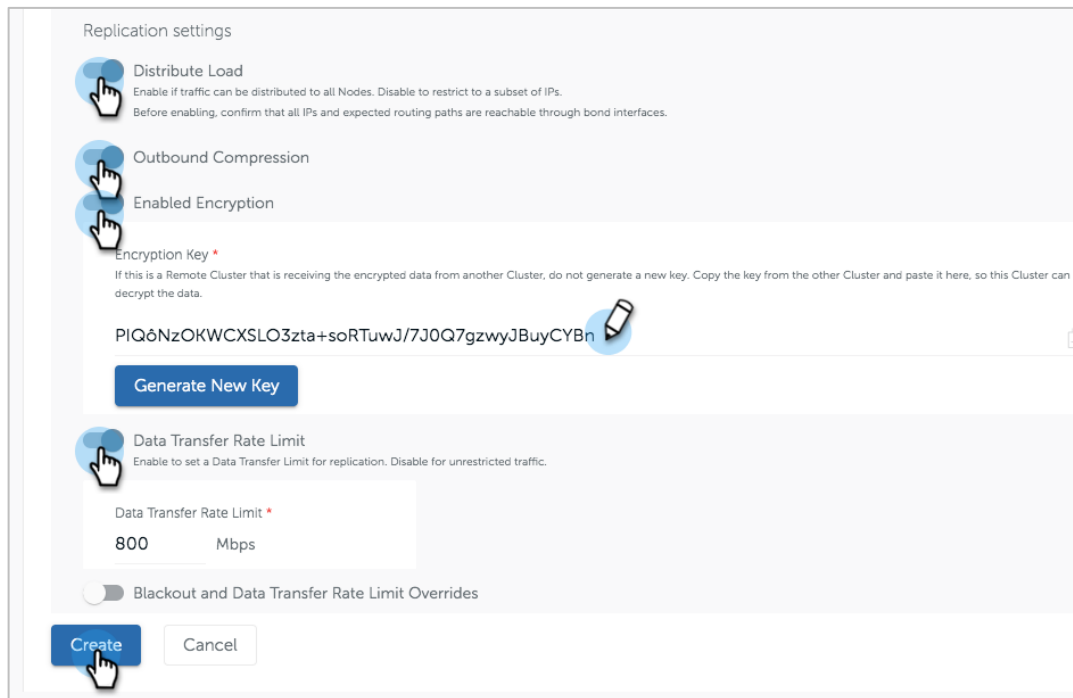 Replication settings
Distribute Load
Enable if traffic can be distributed to all Nodes. Disable to restrict to a subset of IPs.
Before enabling, confirm that all IPs and expected routing paths are reachable through bond interfaces.
Outbound Compression
Enabled Encryption
Encryption Key *
If this is a Remote Cluster that is receiving the encrypted data from another Cluster, do not generate a new key. Copy the key from the other Cluster and paste it here, so this Cluster can
decrypt the data.
PIQôNzOKWCXSLO3zta+soRTuwJ/7J0Q7gzwyJBuyCYBn
Generate New Key
Data Transfer Rate Limit
Enable to set a Data Transfer Limit for replication. Disable for unrestricted traffic.
Data Transfer Rate Limit *
800 Mbps
Blackout and Data Transfer Rate Limit Overrides
Create Cancel